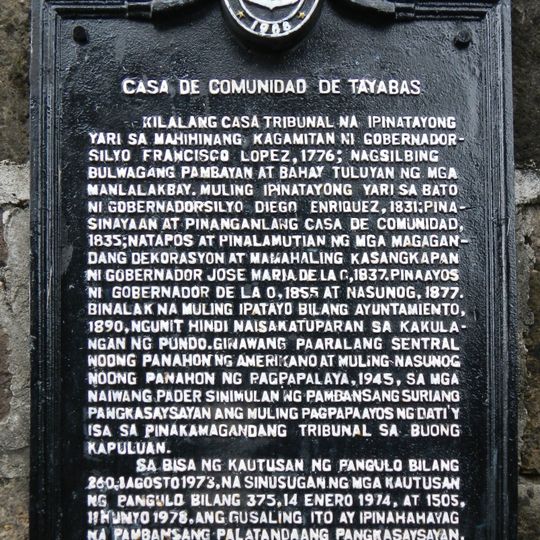 1968
CASA DE COMUNIDAD DE TAYABAS
KILALANG CASA TRIBUNAL NA IPINATAYONG
YARI SA MAHIHINANG KAGAMITAN NI GOBERNADOR-
SILYO FRANCISCO LOPEZ, 1776; NAGSILBING
BULWAGANG PAMBAYAN AT BAHAY TULUYAN NG MGA
MANLALAKBAY. MULING IPINATAYONG YARI SA BATO
NI GOBERNADORSILYO DIEGO ENRIQUEZ, 1831; PINA-
SINAYAAN AT PINANGANLANG CASA DE COMUNIDAD,
1835; NATAPOS AT PINALAMUTIAN NG MGA MAGAGAN-
DANG DEKORASYON AT MAMAHALING KASANGKAPAN
NI GOBERNADOR JOSE MARIA DE LA O, 1837. PINAAYOS
NI GOBERNADOR DE LA O, 1855 AT NASUNOG, 1877.
BINALAK NA MULING IPATAYO BILANG AYUNTAMIENTO,
1890, NGUNIT HINDI NAISAKATUPARAN SA KAKULA-
NGAN NG PUNDO. GINAWANG PAARALANG SENTRAL
NOONG PANAHON NG AMERIKANO AT MULING NASUNOG
NOONG PANAHON NG PAGPAPALAYA, 1945, SA MGA
NAIWANG PADER SINIMULAN NG PAMBANSANG SURIANG
PANGKASAYSAYAN ANG MULING PAGPAPAAYOS NG DATI'Y
ISA SA PINAKAMAGANDANG TRIBUNAL SA BUONG
KAPULUAN.
SA BISA NG KAUTUSAN NG PANGULO BILANG
260, 1 AGOSTO 1973, NA SINUSUGAN NG MGA KAUTUSAN
NG PANGULO BILANG 375, 14 ENERO 1974, AT 1505,
11 HUNYO 1978, ANG GUSALING ITO AY IPINAHAHAYAG
NA PAMBANSANG PALATANDAANG PANGKASAYSAYAN.